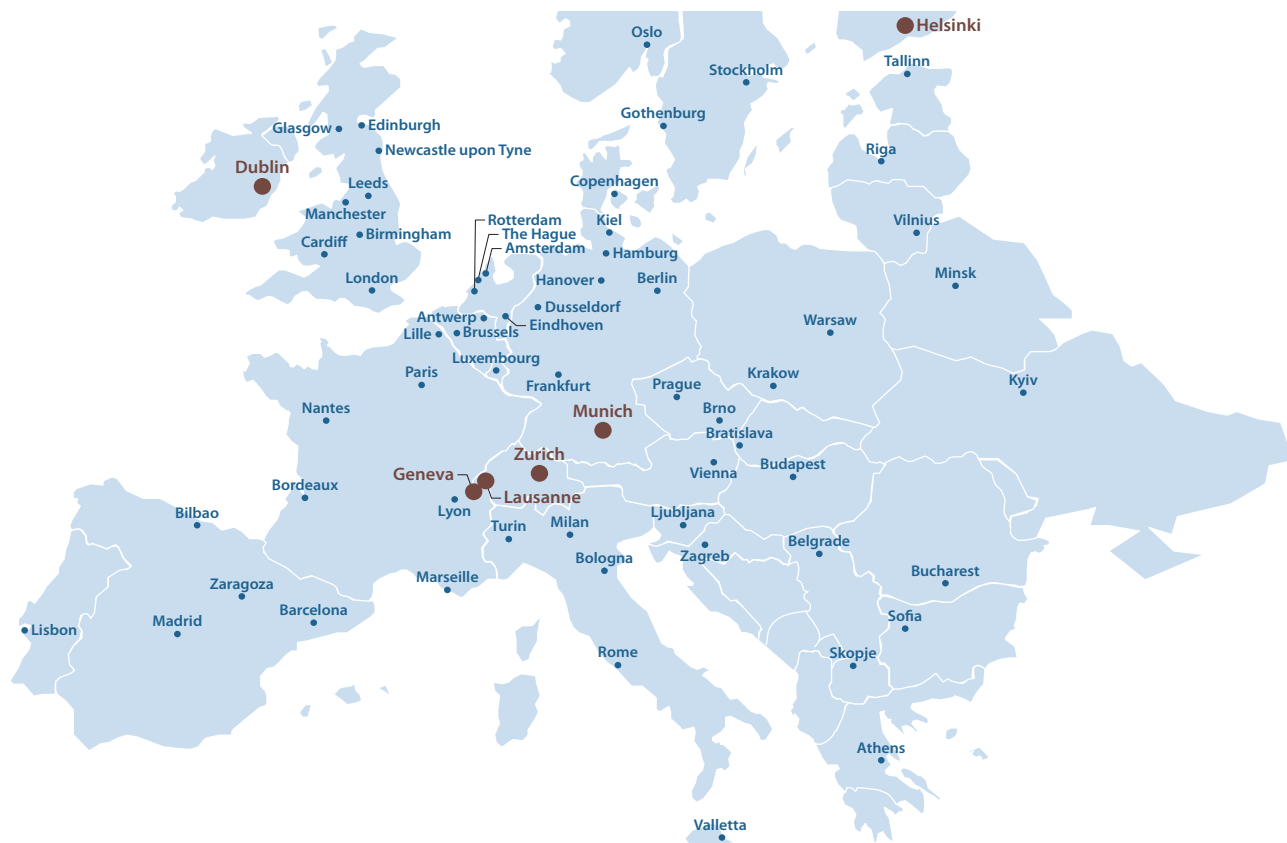 Helsinki
Oslo
Tallinn
Stockholm
Gothenburg
Glasgow
Edinburgh
Newcastle upon Tyne
Riga
Dublin
Leeds
Copenhagen
Manchester
Rotterdam
Kiel
Vilnius
The Hague
Birmingham
Cardiff
Amsterdam
Hamburg
Minsk
London
Hanover
Berlin
Dusseldorf
Antwerp
Eindhoven
Warsaw
Lille
Brussels
Luxembourg
Paris
Frankfurt
Prague
Krakow
Kyiv
Nantes
Munich
Brno
Bratislava
Zurich
Geneva
Vienna
Budapest
Bordeaux
Lausanne
Bilbao
Lyon
Turin
Milan
Ljubljana
Belgrade
Zagreb
Bologna
Bucharest
Zaragoza
Marseille
Barcelona
Madrid
Lisbon
Sofia
Rome
Skopje
Athens
Valletta